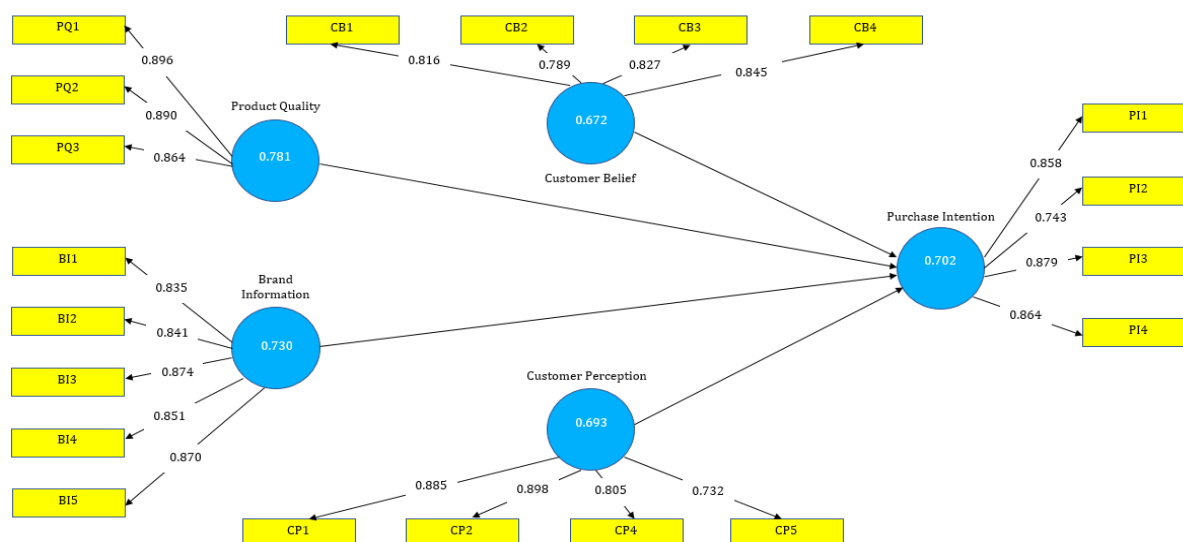 PQ1
CB1
CB2
CB3
CB4
0.896
0.816
0.789
0.827
0.845
PQ2
0.890
Product Quality
PQ3
0.864
0.781
0.672
Customer Belief
PI1
0.858
PI2
0.743
Purchase Intention
0.702
PI3
0.879
PI4
0.864
BI1
0.835
Brand
Information
BI2
0.841
0.730
BI3
0.874
BI4
0.851
BI5
0.870
Customer Perception
0.693
0.885
0.898
0.805
0.732
CP1
CP2
CP4
CP5